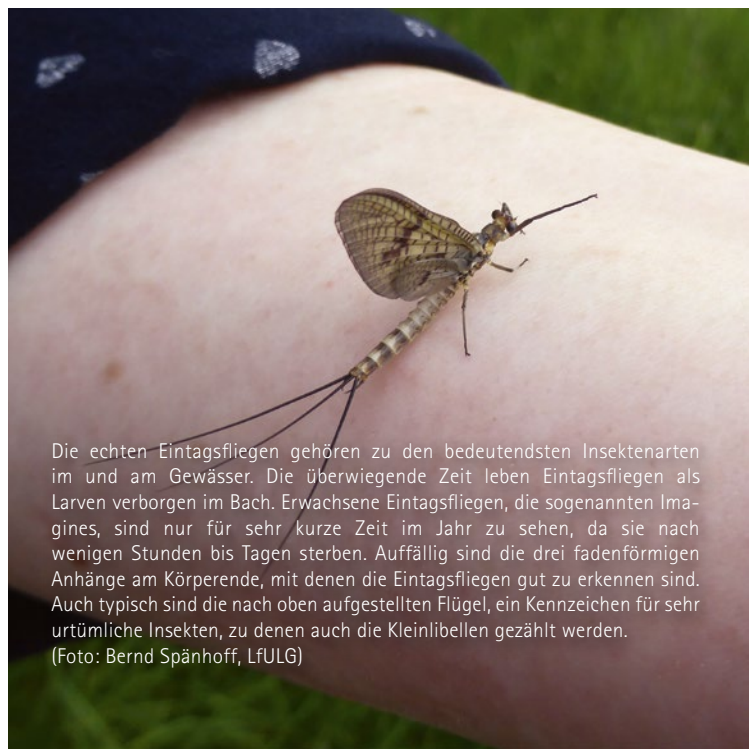 Die echten Eintagsfliegen gehören zu den bedeutendsten Insektenarten
im und am Gewässer. Die überwiegende Zeit leben Eintagsfliegen als
Larven verborgen im Bach. Erwachsene Eintagsfliegen, die sogenannten Ima-
gines, sind nur für sehr kurze Zeit im Jahr zu sehen, da sie nach
wenigen Stunden bis Tagen sterben. Auffällig sind die drei fadenförmigen
Anhänge am Körperende, mit denen die Eintagsfliegen gut zu erkennen sind.
Auch typisch sind die nach oben aufgestellten Flügel, ein Kennzeichen für sehr
urtümliche Insekten, zu denen auch die Kleinlibellen gezählt werden.
(Foto: Bernd Spänhoff, LfULG)